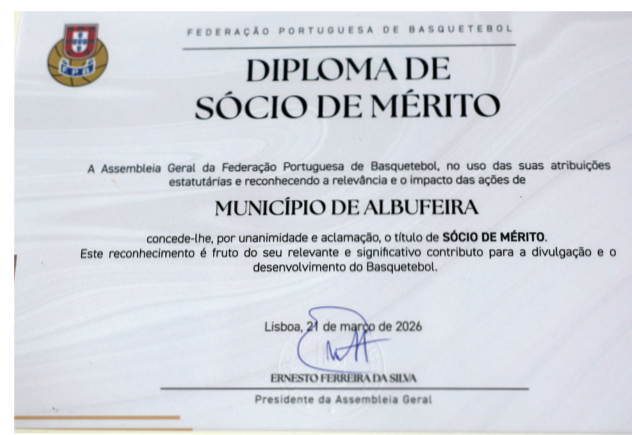 FEDERAÇÃO PORTUGUESA DE BASQUETEBOL
DIPLOMA DE
SÓCIO DE MÉRITO
A Assembleia Geral da Federação Portuguesa de Basquetebol, no uso das suas atribuições
estatutárias e reconhecendo a relevância e o impacto das ações de
MUNICÍPIO DE ALBUFEIRA
concede-lhe, por unanimidade e aclamação, o título de SÓCIO DE MÉRITO.
Este reconhecimento é fruto do seu relevante e significativo contributo para a divulgação e o
desenvolvimento do Basquetebol.
Lisboa, 21 de março de 2026
ERNESTO FERREIRA DA SILVA
Presidente da Assembleia Geral